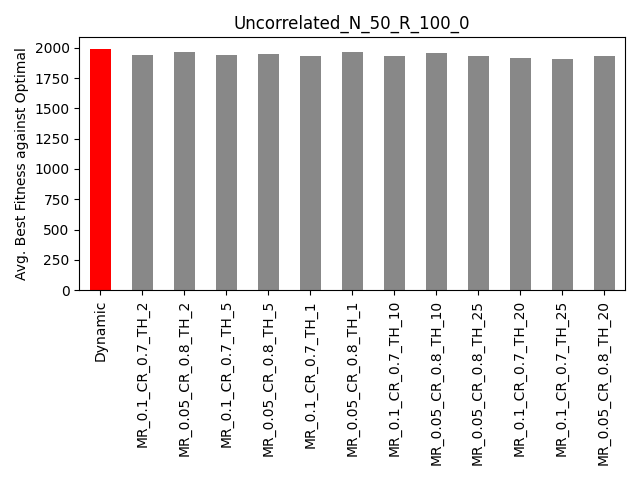 Uncorrelated_N_50_R_100_0
Avg. Best Fitness against Optimal
2000
1750
1500
1250
1000
750
500
250
0
Dynamic
MR_0.1_CR_0.7_TH_2
MR_0.05_CR_0.8_TH_2
MR_0.1_CR_0.7_TH_5
MR_0.05_CR_0.8_TH_5
MR_0.1_CR_0.7_TH_1
MR_0.05_CR_0.8_TH_1
MR_0.1_CR_0.7_TH_10
MR_0.05_CR_0.8_TH_10
MR_0.05_CR_0.8_TH_25
MR_0.1_CR_0.7_TH_20
MR_0.1_CR_0.7_TH_25
MR_0.05_CR_0.8_TH_20